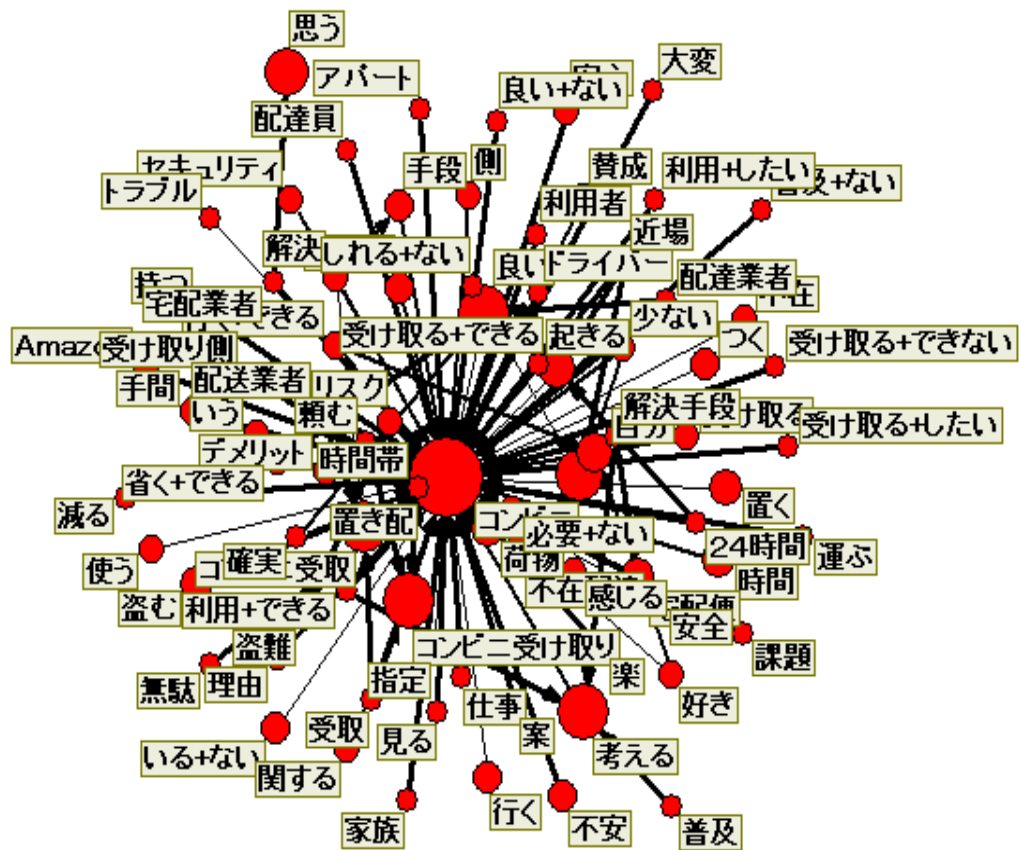 思う
アパート
良い+ない
大変
配達員
手段
側
賛成
利用+したい
セキュリティ
トラブル
利用者
近場
解決
しれる+ない
良い
ドライバー
配達業者
宅配業者
受け取る+できる
起きる
少ない
つく
受け取る+できない
受け取り側
手間
配送業者
リスク
いう
頼む
解決手段
受け取る+したい
デメリット
時間帯
省く+できる
減る
置き配
コンビニ
置く
必要+ない
24時間
運ぶ
使う
確実
荷物
時間
盗む
利用+できる
感じる
安全
盗難
コンビニ受け取り
課題
無駄
理由
指定
仕事
楽
好き
いる+ない
受取
見る
案
考える
関する
家族
行く
不安
普及